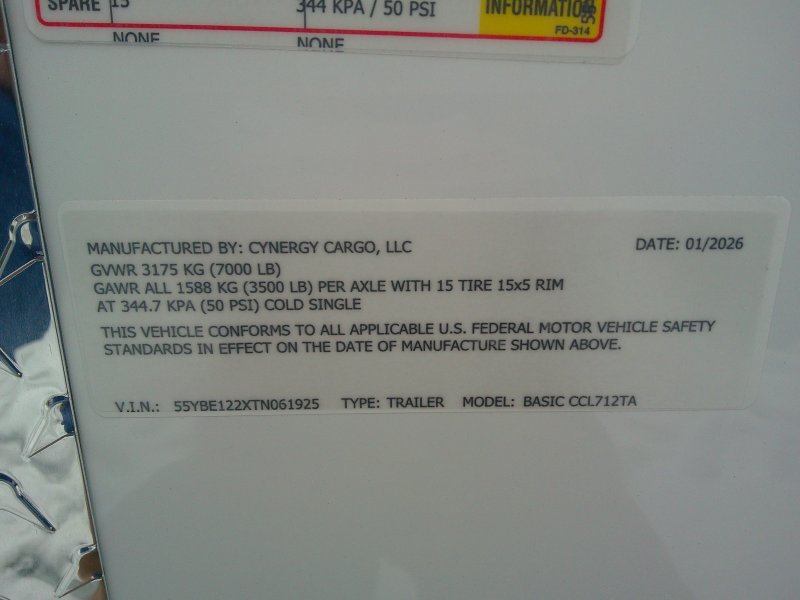 SPARE 15 344 KPA / 50 PSI INFORMATION
FD-314
NONE NONE
MANUFACTURED BY: CYNERGY CARGO, LLC DATE: 01/2026
GVWR 3175 KG (7000 LB)
GAWR ALL 1588 KG (3500 LB) PER AXLE WITH 15 TIRE 15x5 RIM
AT 344.7 KPA (50 PSI) COLD SINGLE
THIS VEHICLE CONFORMS TO ALL APPLICABLE U.S. FEDERAL MOTOR VEHICLE SAFETY
STANDARDS IN EFFECT ON THE DATE OF MANUFACTURE SHOWN ABOVE.
V.I.N.: 55YBE122XTN061925 TYPE: TRAILER MODEL: BASIC CCL712TA